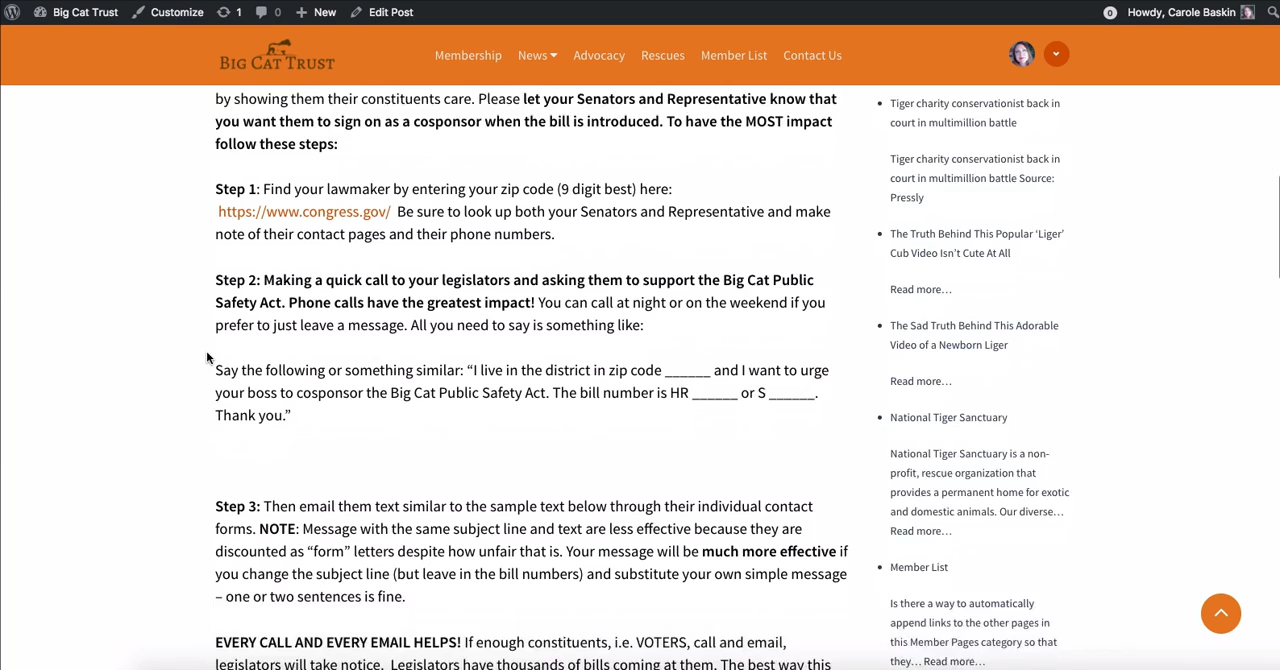 Big Cat Trust Customize 1 0 New Edit Post 0 Howdy, Carole Baskin
BIG CAT TRUST
Membership News Advocacy Rescues Member List Contact Us
by showing them their constituents care. Please let your Senators and Representative know that
you want them to sign on as a cosponsor when the bill is introduced. To have the MOST impact
follow these steps:
Step 1: Find your lawmaker by entering your zip code (9 digit best) here:
https://www.congress.gov/ Be sure to look up both your Senators and Representative and make
note of their contact pages and their phone numbers.
Step 2: Making a quick call to your legislators and asking them to support the Big Cat Public
Safety Act. Phone calls have the greatest impact! You can call at night or on the weekend if you
prefer to just leave a message. All you need to say is something like:
Say the following or something similar: “I live in the district in zip code ______ and I want to urge
your boss to cosponsor the Big Cat Public Safety Act. The bill number is HR ______ or S ______.
Thank you.”
Step 3: Then email them text similar to the sample text below through their individual contact
forms. NOTE: Message with the same subject line and text are less effective because they are
discounted as “form” letters despite how unfair that is. Your message will be much more effective if
you change the subject line (but leave in the bill numbers) and substitute your own simple message
– one or two sentences is fine.
EVERY CALL AND EVERY EMAIL HELPS! If enough constituents, i.e. VOTERS, call and email,
legislators will take notice. Legislators have thousands of bills coming at them. The best way this
Tiger charity conservationist back in
court in multimillion battle
Tiger charity conservationist back in
court in multimillion battle Source:
Pressly
The Truth Behind This Popular ‘Liger’
Cub Video Isn’t Cute At All
Read more…
The Sad Truth Behind This Adorable
Video of a Newborn Liger
Read more…
National Tiger Sanctuary
National Tiger Sanctuary is a non-
profit, rescue organization that
provides a permanent home for exotic
and domestic animals. Our diverse…
Read more…
Member List
Is there a way to automatically
append links to the other pages in
this Member Pages category so that
they… Read more…